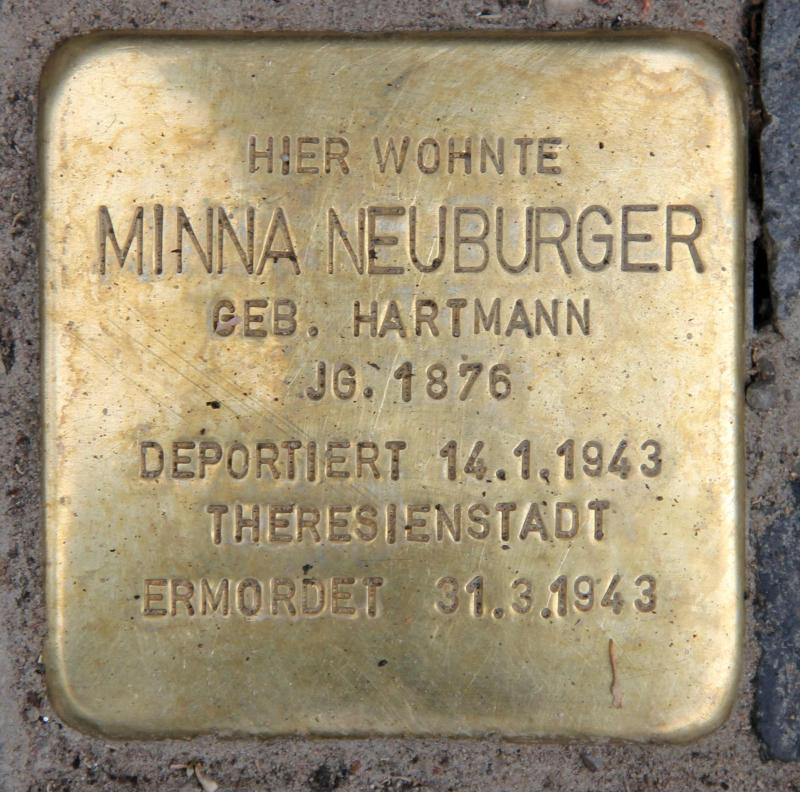 HIER WOHNTE
MINNA NEUBURGER
GEB. HARTMANN
JG. 1876
DEPORTIERT 14.1.1943
THERESIENSTADT
ERMORDET 31.3.1943